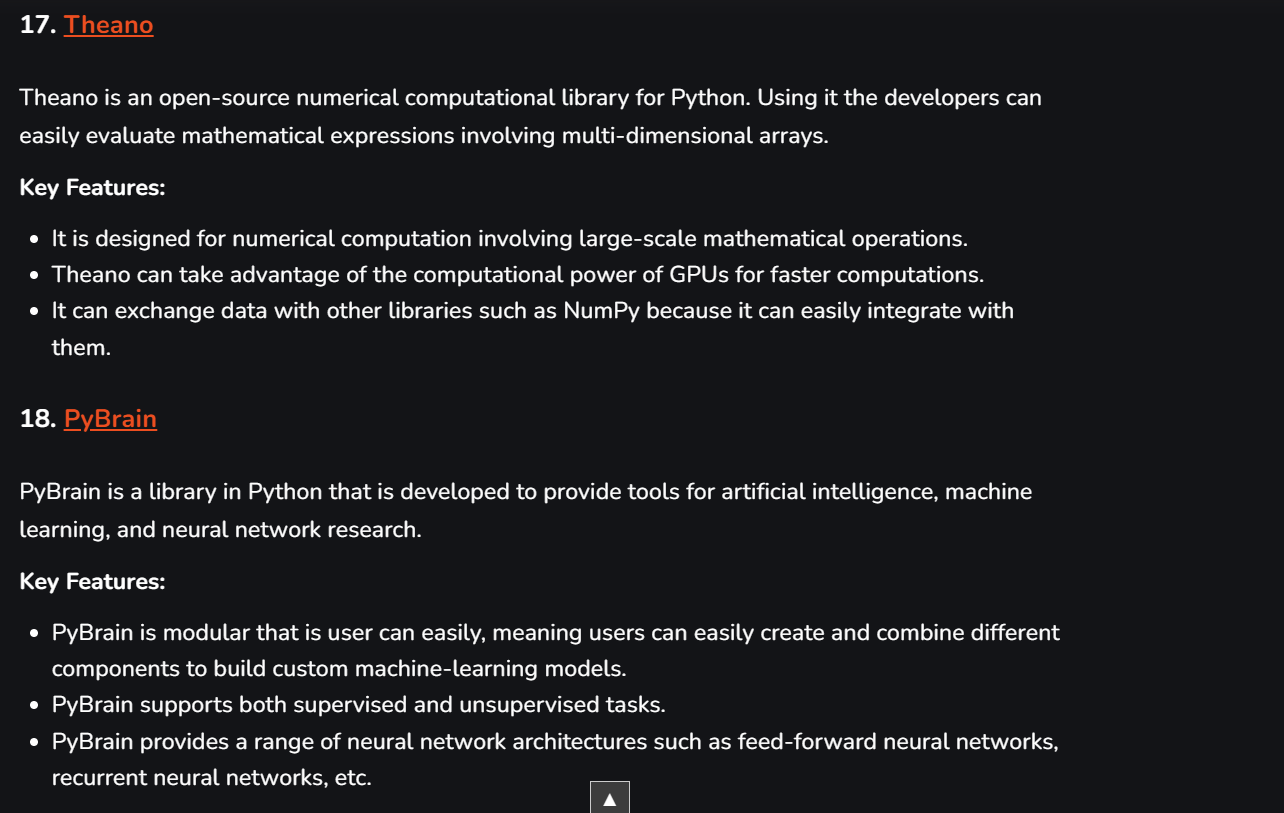 17. Theano
Theano is an open-source numerical computational library for Python. Using it the developers can
easily evaluate mathematical expressions involving multi-dimensional arrays.
Key Features:
• It is designed for numerical computation involving large-scale mathematical operations.
• Theano can take advantage of the computational power of GPUs for faster computations.
• It can exchange data with other libraries such as NumPy because it can easily integrate with
them.
18. PyBrain
PyBrain is a library in Python that is developed to provide tools for artificial intelligence, machine
learning, and neural network research.
Key Features:
• PyBrain is modular that is user can easily, meaning users can easily create and combine different
components to build custom machine-learning models.
• PyBrain supports both supervised and unsupervised tasks.
• PyBrain provides a range of neural network architectures such as feed-forward neural networks,
recurrent neural networks, etc.